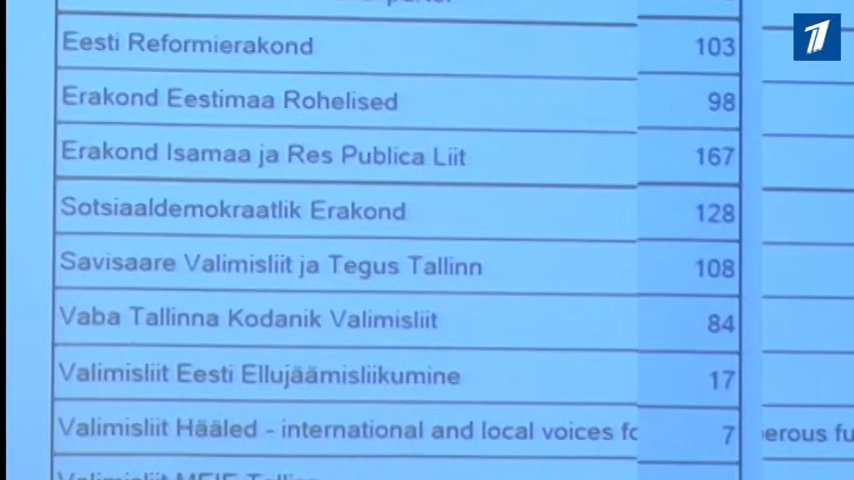 Eesti Reformierakond 103
Erakond Eestimaa Rohelised 98
Erakond Isamaa ja Res Publica Liit 167
Sotsiaaldemokraatlik Erakond 128
Savisaare Valimisliit ja Tegus Tallinn 108
Vaba Tallinna Kodanik Valimisliit 84
Valimisliit Eesti Ellujäämisliikumine 17
Valimisliit Hääled - international and local voices 7